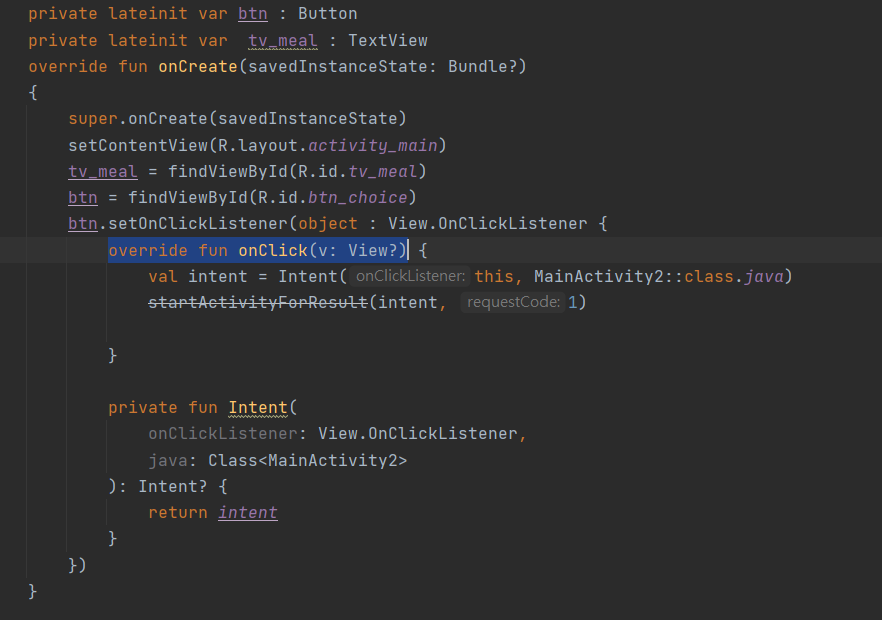 private lateinit var btn : Button
private lateinit var  tv_meal : TextView
override fun onCreate(savedInstanceState: Bundle?)
{
    super.onCreate(savedInstanceState)
    setContentView(R.layout.activity_main)
    tv_meal = findViewById(R.id.tv_meal)
    btn = findViewById(R.id.btn_choice)
    btn.setOnClickListener(object : View.OnClickListener {
        override fun onClick(v: View?) {
            val intent = Intent( onClickListener: this, MainActivity2::class.java)
            startActivityForResult(intent, requestCode: 1)
        }
        private fun Intent(
            onClickListener: View.OnClickListener,
            java: Class<MainActivity2>
        ): Intent? {
            return intent
        }
    })
}